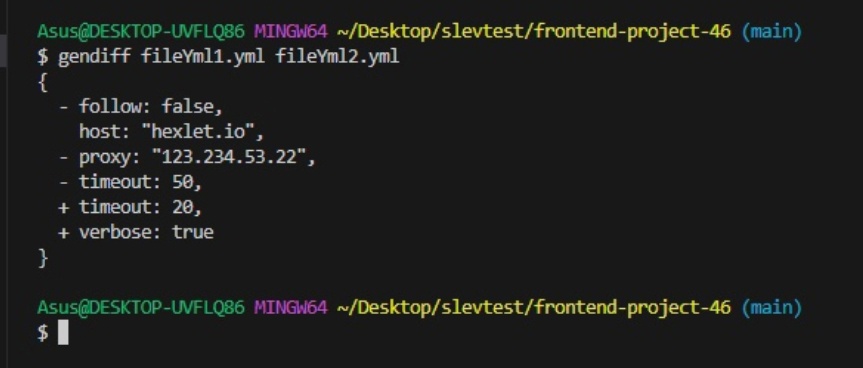 Asus@DESKTOP-UVFLQ86 MINGW64 ~/Desktop/slevtest/frontend-project-46 (main)
$ gendiff fileYml1.yml fileYml2.yml
{
  - follow: false,
    host: "hexlet.io",
  - proxy: "123.234.53.22",
  - timeout: 50,
  + timeout: 20,
  + verbose: true
}
Asus@DESKTOP-UVFLQ86 MINGW64 ~/Desktop/slevtest/frontend-project-46 (main)
$